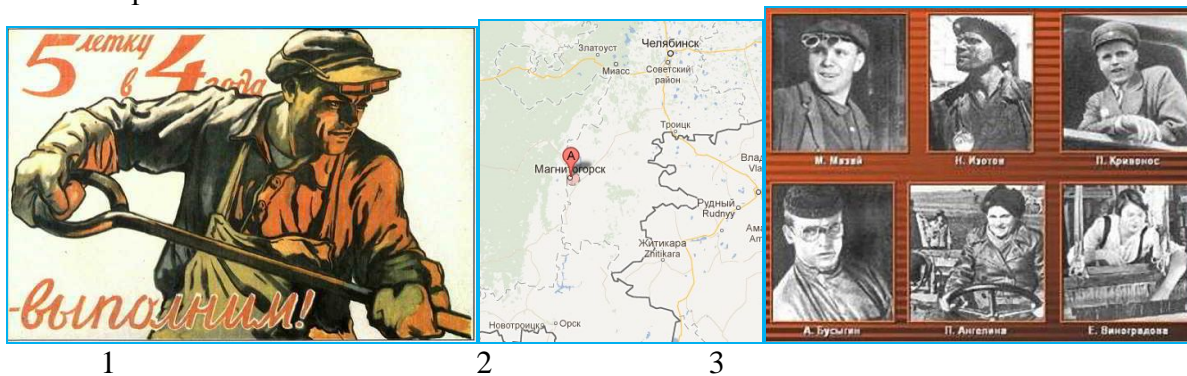 5 летку
в 4 года
-выполним!
Златоуст
Челябинск
Миасс
Советский
район
Троицк
A
Магнитогорск
Рудный
Rudnyy
Житикара
Zhitikara
Новотроицк
Орск
М. Мазай
Н. Изотов
П. Кривонос
А. Бусыгин
П. Ангелина
Е. Виноградова
1
2
3